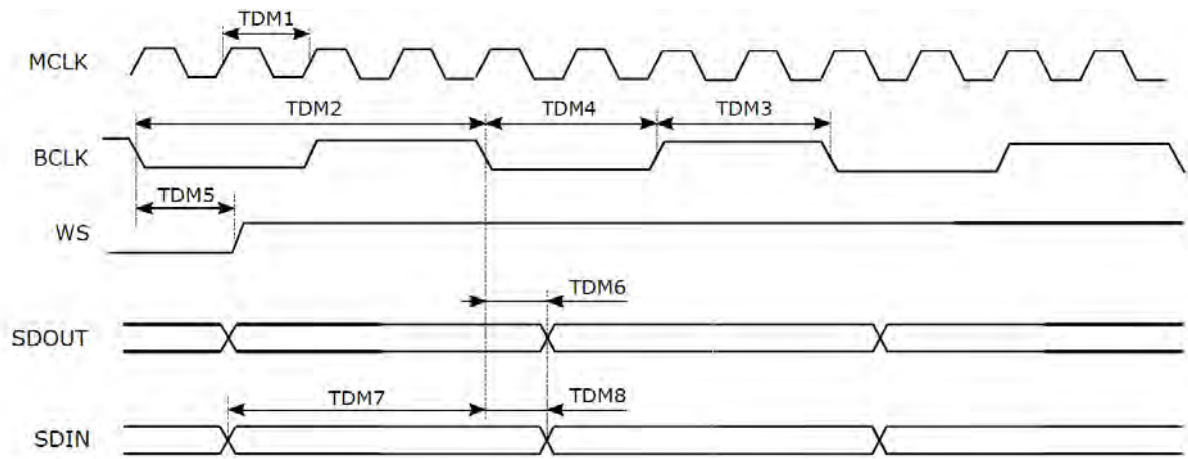 TDM1
MCLK
TDM2 TDM4 TDM3
BCLK
TDM5
WS
TDM6
SDOUT
TDM7 TDM8
SDIN